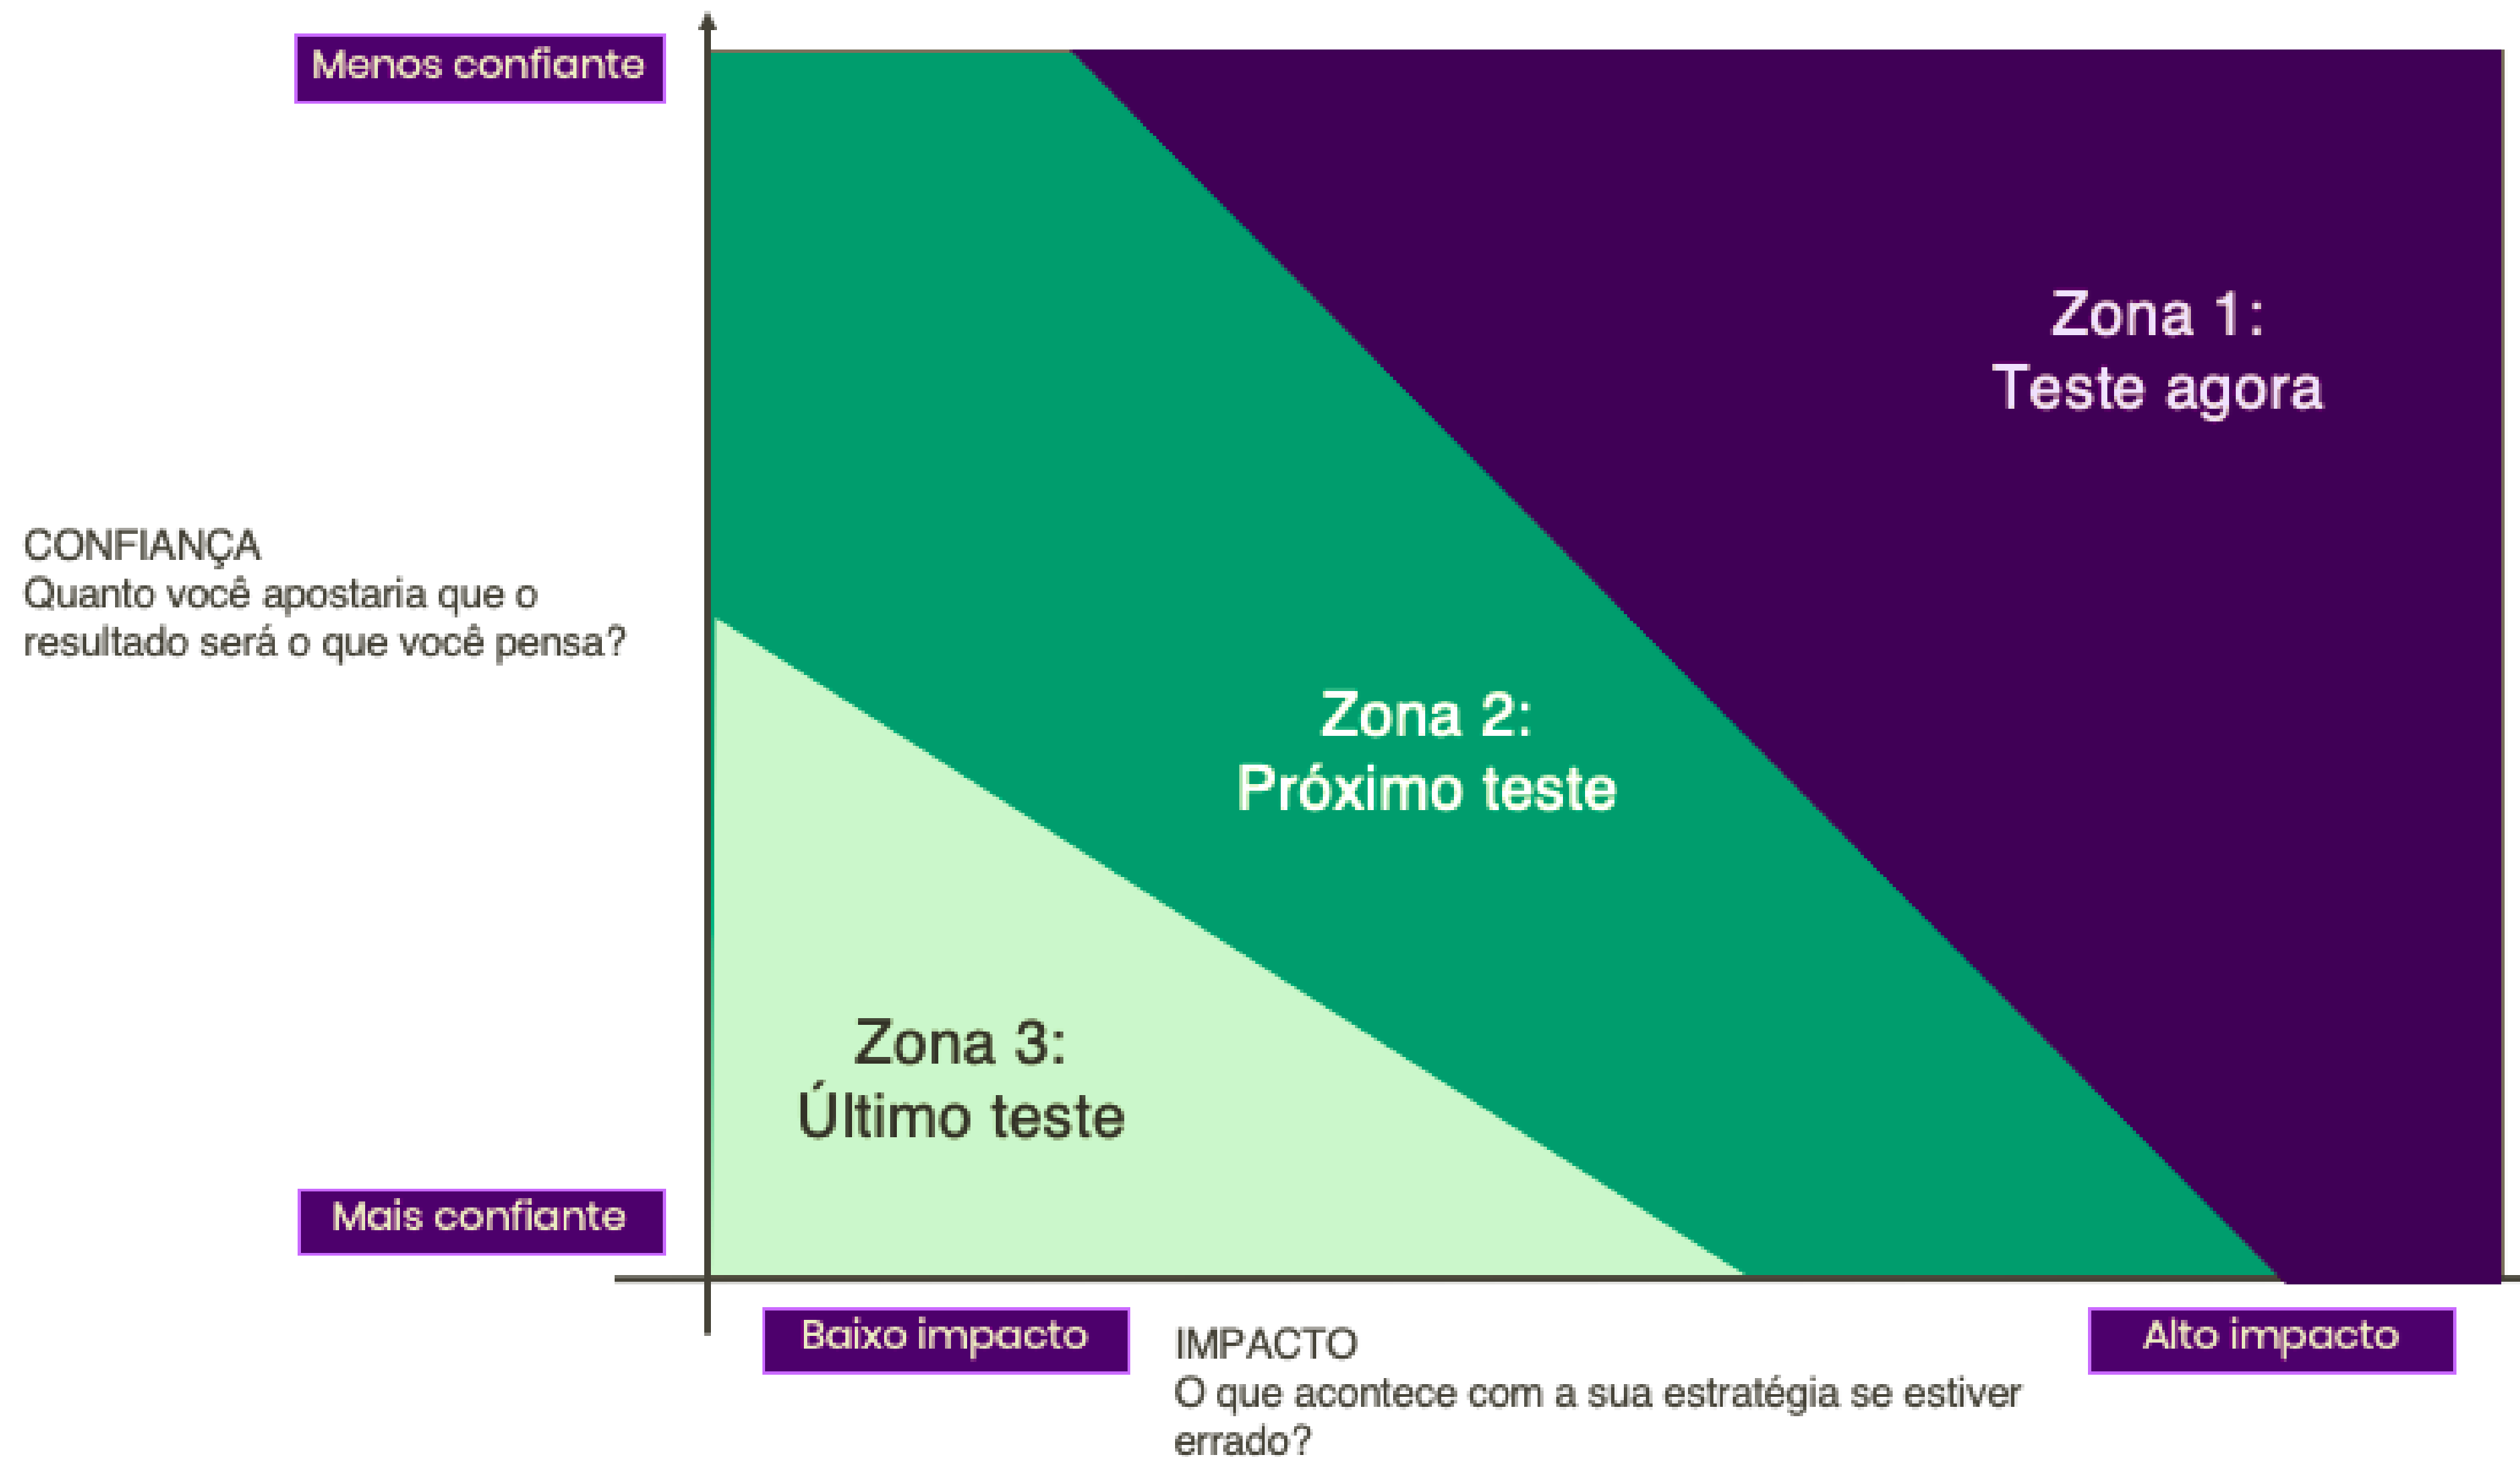 Menos confiante
Zona 1:
Teste agora
CONFIANÇA
Quanto você apostaria que o
resultado será o que você pensa?
Zona 2:
Próximo teste
Zona 3:
Último teste
Mais confiante
Baixo impacto
IMPACTO
O que acontece com a sua estratégia se estiver
errado?
Alto impacto